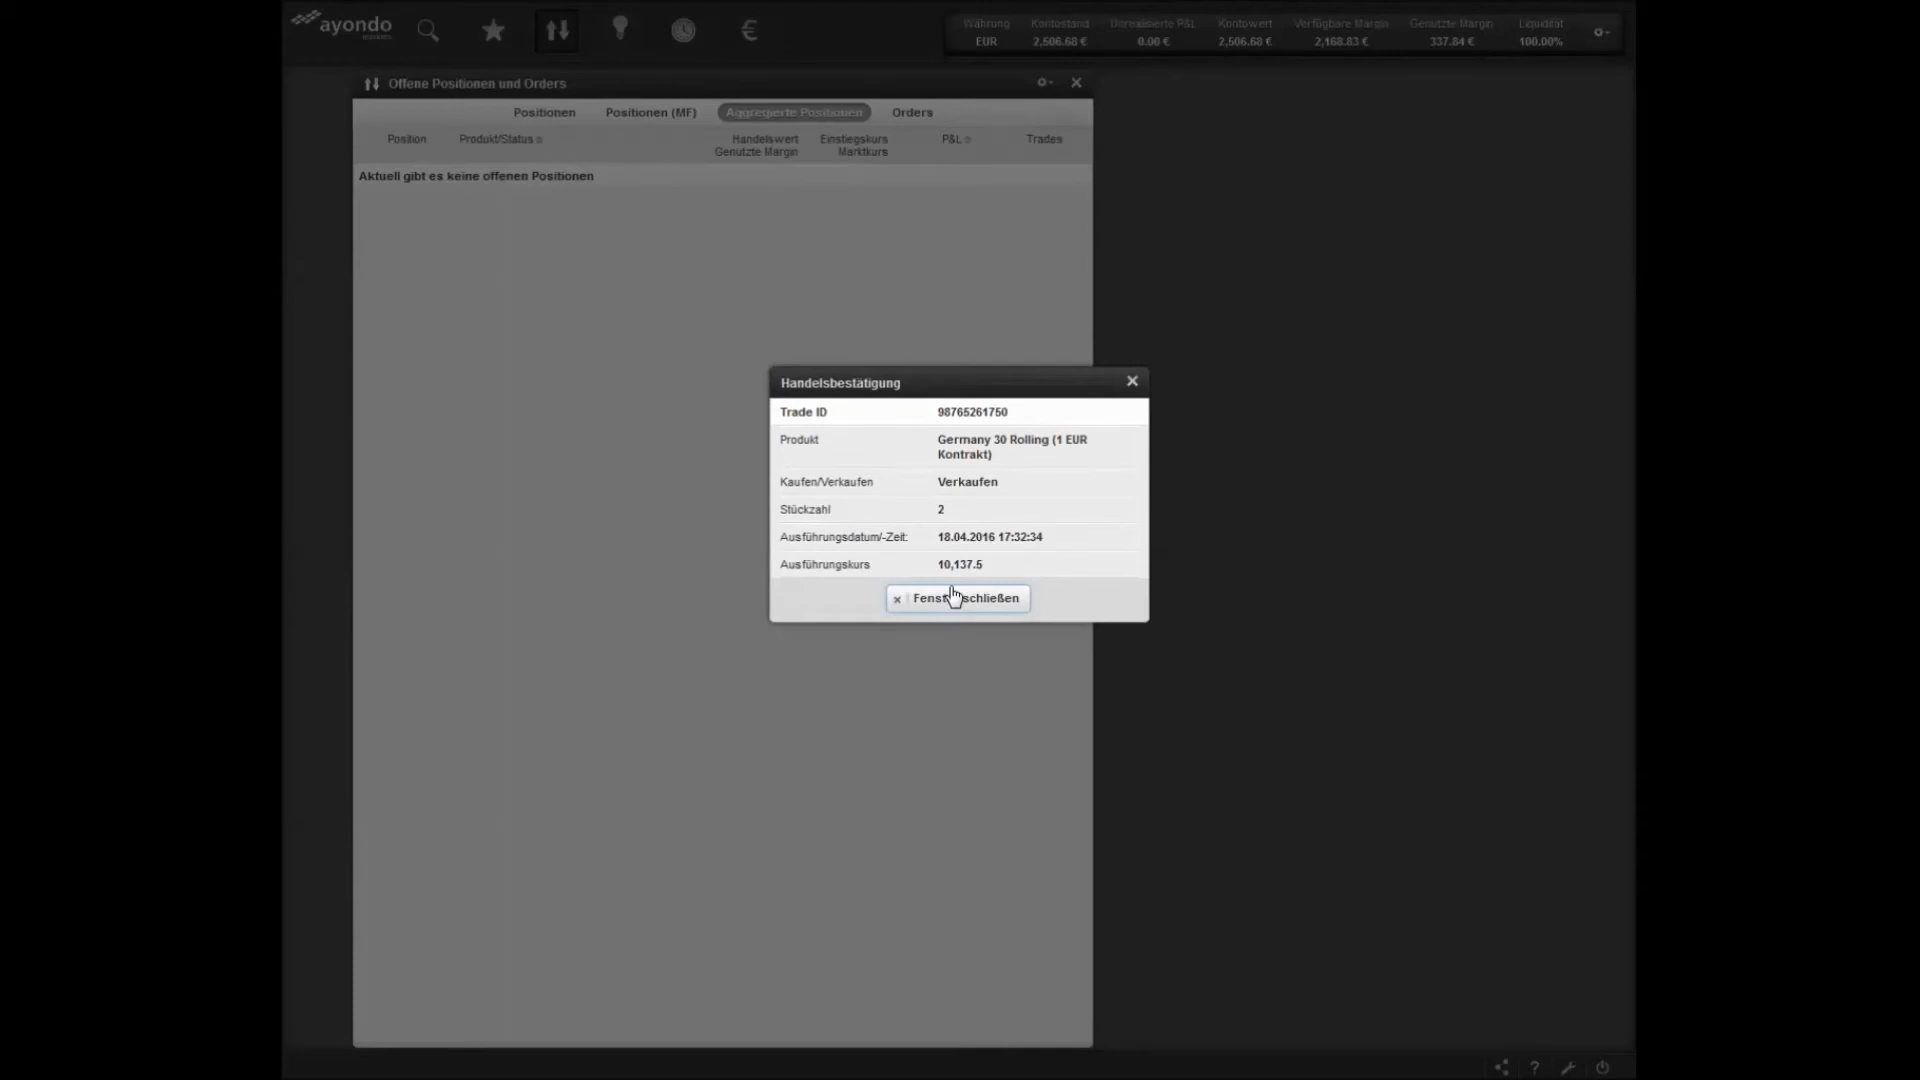 ayondo
Währung Kontostand Unrealisierte P&L Kontowert Verfügbare Margin Genutzte Margin Liquidität
EUR 2,506.68 € 0.00 € 2,506.68 € 2,168.83 € 337.84 € 100.00%
Offene Positionen und Orders
Positionen Positionen (MF) Aggregierte Positionen Orders
Position Produkt/Status Handelswert Einstiegskurs P&L Trades
Genutzte Margin Marktkurs
Aktuell gibt es keine offenen Positionen
Handelsbestätigung
Trade ID 98765261750
Produkt Germany 30 Rolling (1 EUR
Kontrakt)
Kaufen/Verkaufen Verkaufen
Stückzahl 2
Ausführungsdatum/-Zeit: 18.04.2016 17:32:34
Ausführungskurs 10,137.5
Fenster schließen